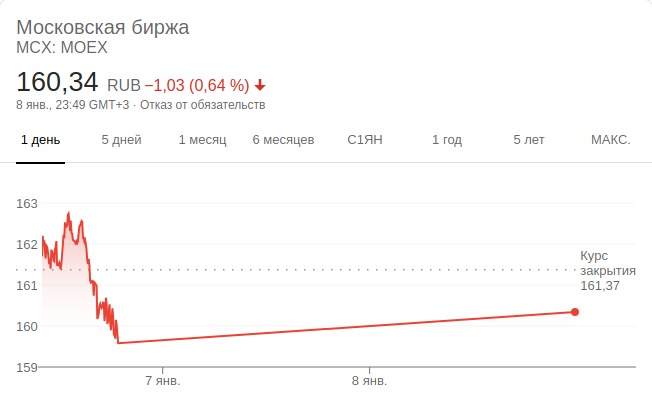 Московская биржа
MCX: MOEX
160,34 RUB −1,03 (0,64 %)
8 янв., 23:49 GMT+3 · Отказ от обязательств
1 день 5 дней 1 месяц 6 месяцев С1ЯН 1 год 5 лет МАКС.
163
162
Курс
закрытия
161,37
161
160
159
7 янв. 8 янв.